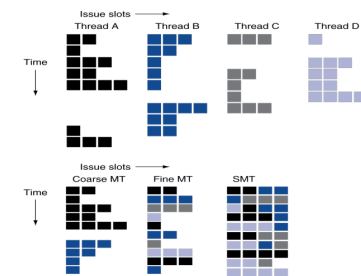 Issue slots
Thread A Thread B Thread C Thread D
Time
Issue slots
Coarse MT Fine MT SMT
Time